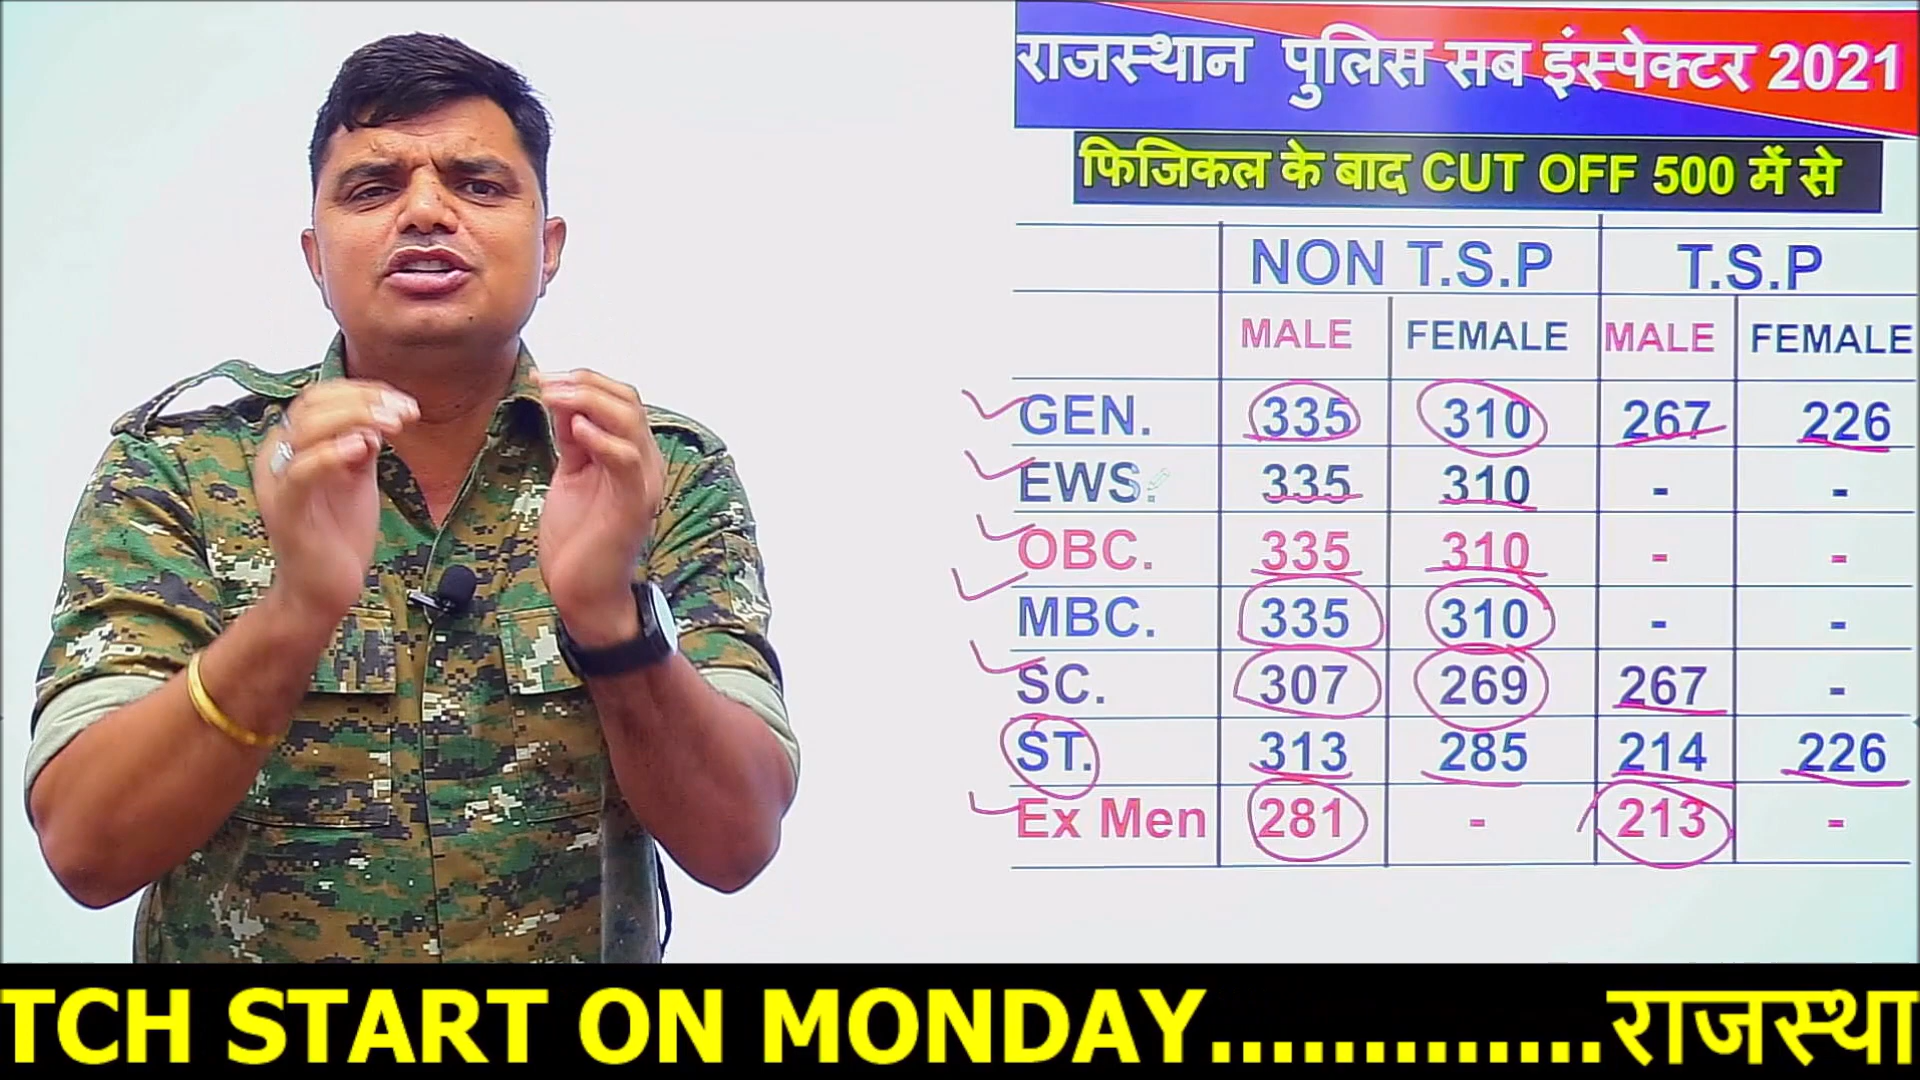 राजस्थान पुलिस सब इंस्पेक्टर 2021
फिजिकल के बाद CUT OFF 500 में से
NON T.S.P T.S.P
MALE FEMALE MALE FEMALE
GEN. 335 310 267 226
EWS. 335 310 - -
OBC. 335 310 - -
MBC. 335 310 - -
SC. 307 269 267 -
ST. 313 285 214 226
Ex Men 281 - 213 -
TCH START ON MONDAY.............राजस्था